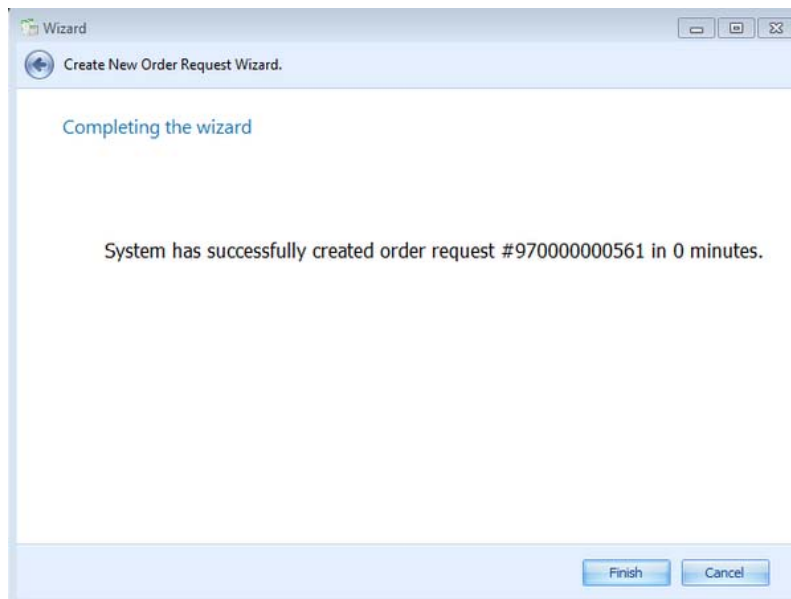 Wizard
Create New Order Request Wizard.
Completing the wizard
System has successfully created order request #970000000561 in 0 minutes.
Finish Cancel